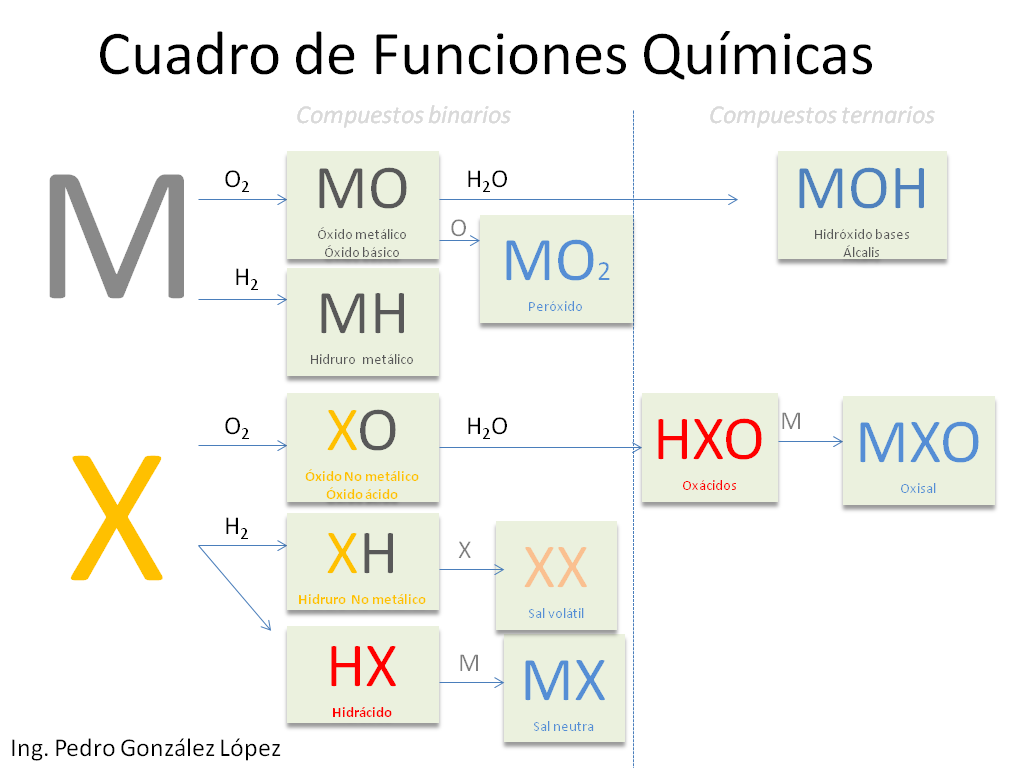 Cuadro de Funciones Químicas
Compuestos binarios
Compuestos ternarios
M
O2
MO
Óxido metálico
Óxido básico
H2O
MOH
Hidróxido bases
Álcalis
O
MO2
Peróxido
H2
MH
Hidruro metálico
X
O2
XO
Óxido No metálico
Óxido ácido
H2O
HXO
Oxácidos
M
MXO
Oxisal
H2
XH
Hidruro No metálico
X
XX
Sal volátil
HX
Hidrácido
M
MX
Sal neutra
Ing. Pedro González López